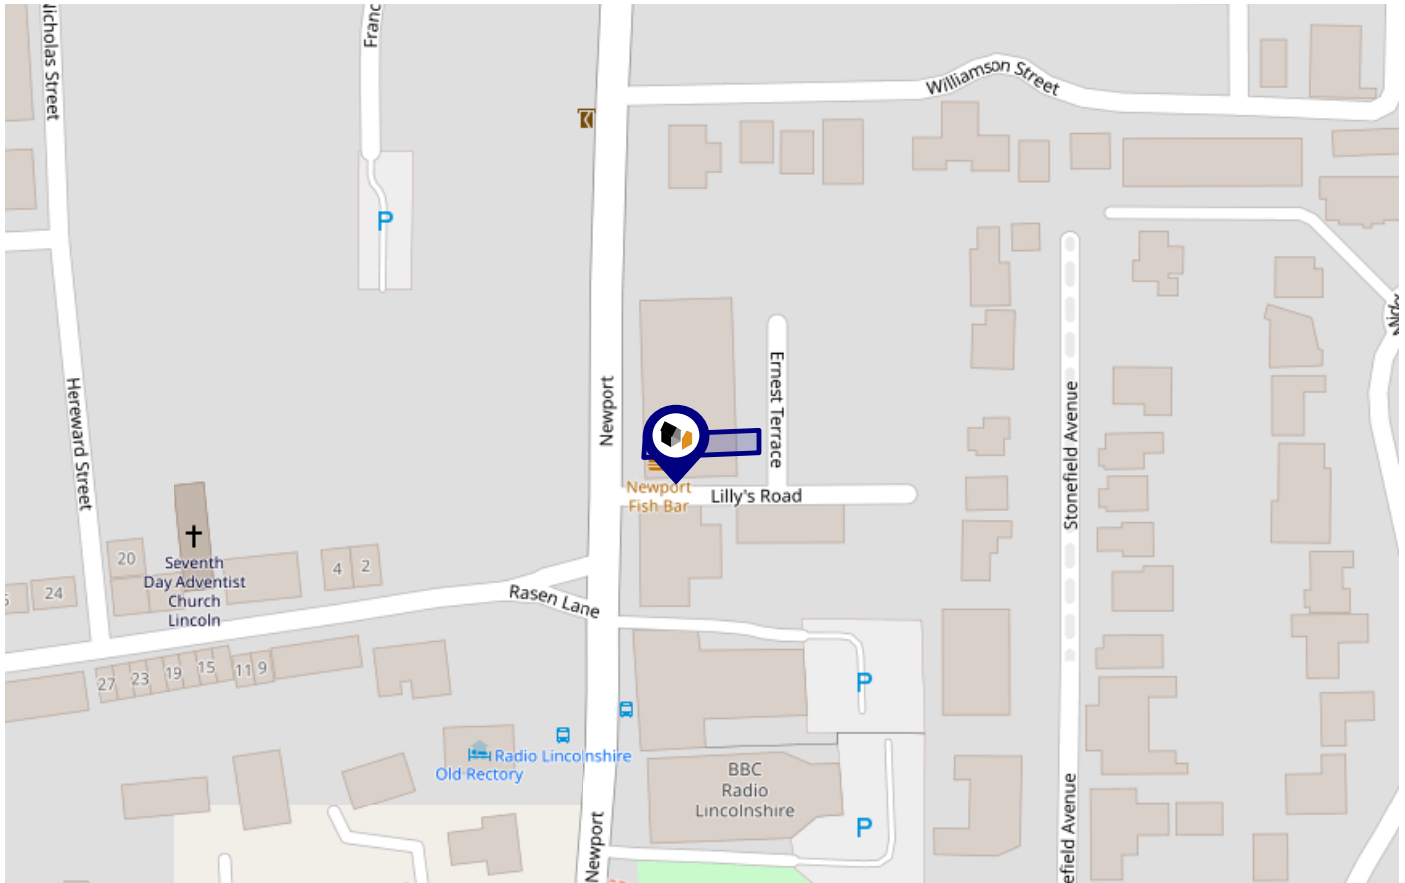 Nicholas Street
Franc
Williamson Street
P
Newport
Ernest Terrace
Hereward Street
Stonefield Avenue
Newport
Fish Bar
Lilly's Road
20
Seventh
Day Adventist
Church
Lincoln
4
2
24
Rasen Lane
27
23
19
15
11
9
P
Radio Lincolnshire
Old Rectory
BBC
Radio
Lincolnshire
P
Newport
efield Avenue